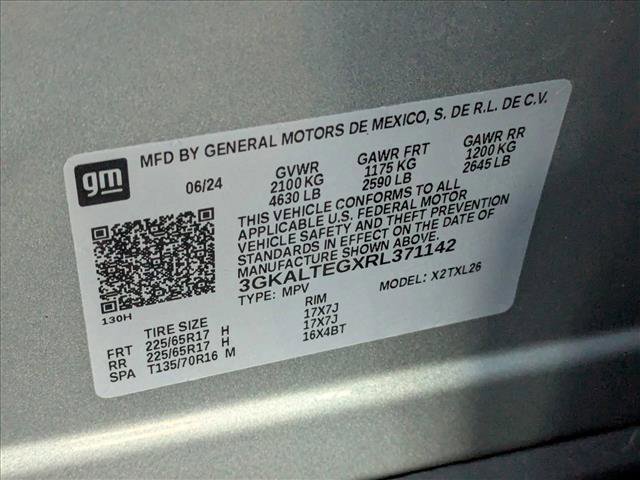 gm
MFD BY GENERAL MOTORS DE MEXICO, S. DE R.L. DE C.V.
06/24
GVWR
2100 KG
4630 LB
GAWR FRT
1175 KG
2590 LB
GAWR RR
1200 KG
2645 LB
THIS VEHICLE CONFORMS TO ALL
APPLICABLE U.S. FEDERAL MOTOR
VEHICLE SAFETY AND THEFT PREVENTION
STANDARDS IN EFFECT ON THE DATE OF
MANUFACTURE SHOWN ABOVE.
3GKALTEGXRL371142
TYPE: MPV
MODEL: X2TXL26
130H
TIRE SIZE RIM
FRT 225/65R17 H 17X7J
RR 225/65R17 H 17X7J
SPA T135/70R16 M 16X4BT